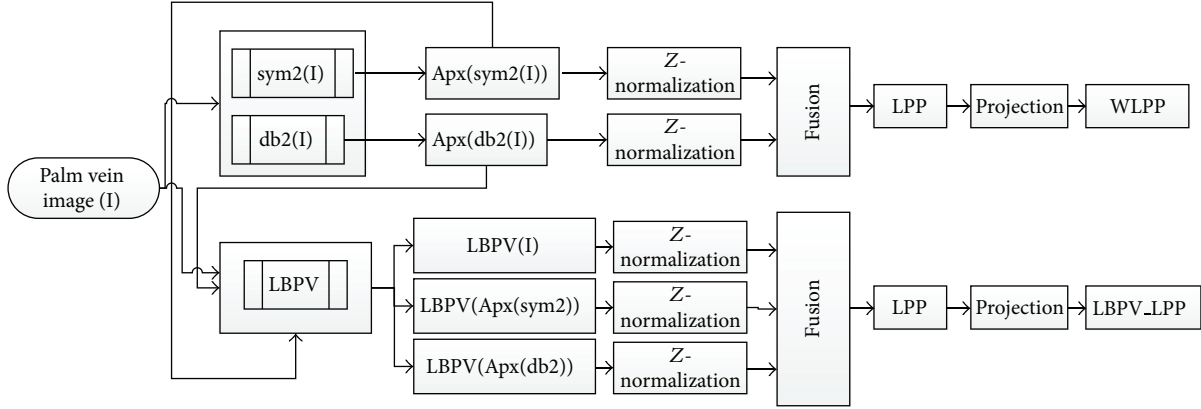 sym2(I)
Apx(sym2(I))
Z-
normalization
db2(I)
Apx(db2(I))
Z-
normalization
Fusion
LPP
Projection
WLPP
Palm vein
image (I)
LBPV
LBPV(I)
Z-
normalization
LBPV(Apx(sym2))
Z-
normalization
LBPV(Apx(db2))
Z-
normalization
Fusion
LPP
Projection
LBPV_LPP